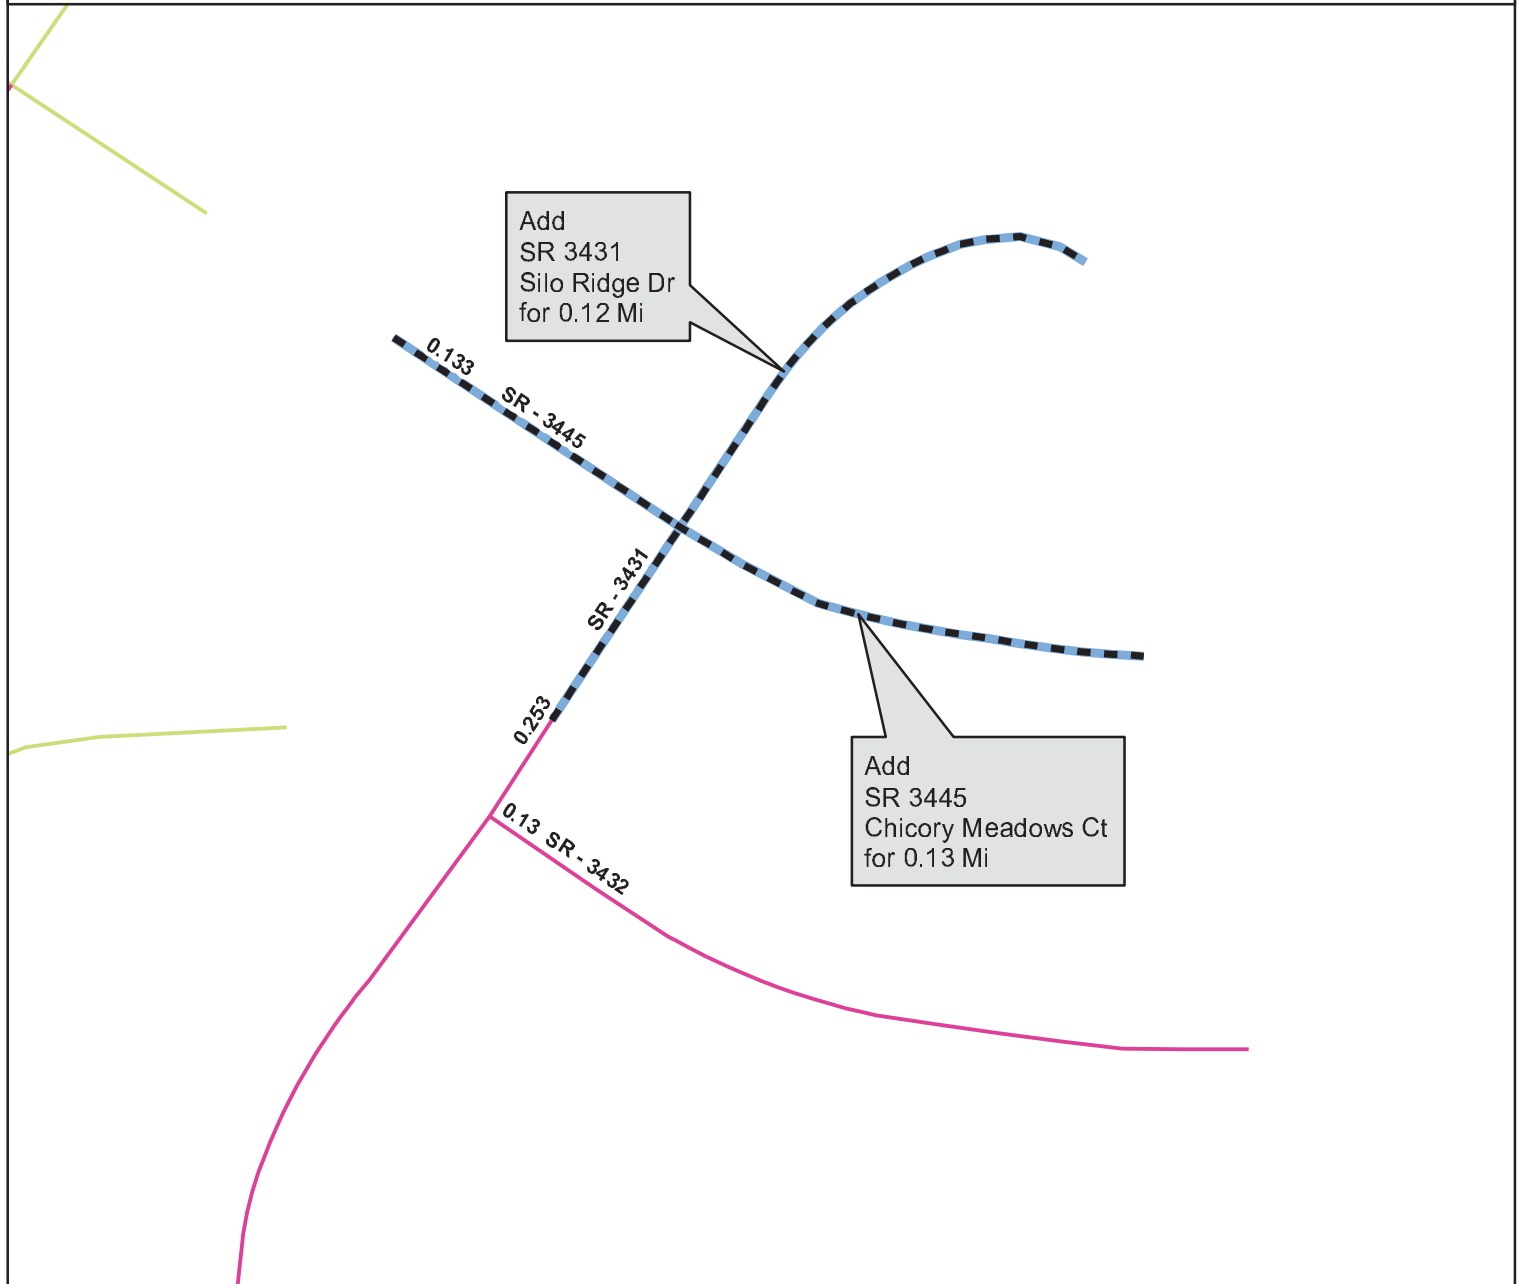 Add
SR 3431
Silo Ridge Dr
for 0.12 Mi
0.133
SR - 3445
SR - 3431
0.253
Add
SR 3445
Chicory Meadows Ct
for 0.13 Mi
0.13 SR - 3432